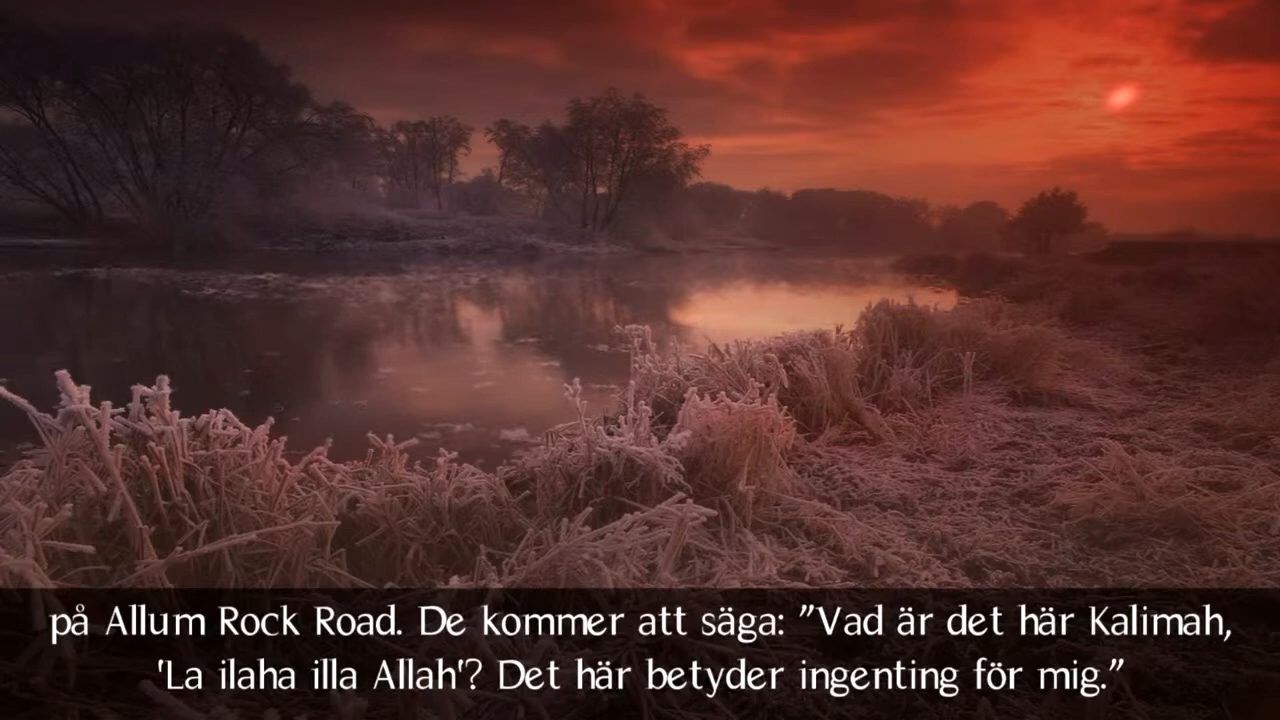 på Allum Rock Road. De kommer att säga: ”Vad är det här Kalimah,
'La ilaha illa Allah'? Det här betyder ingenting för mig.”